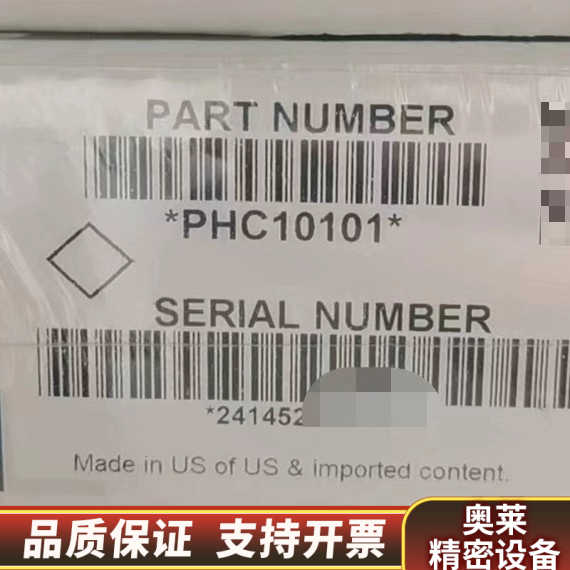 PART NUMBER
*PHC10101*
SERIAL NUMBER
*241452
Made in US of US & imported content.
品质保证 支持开票
奥莱
精密设备